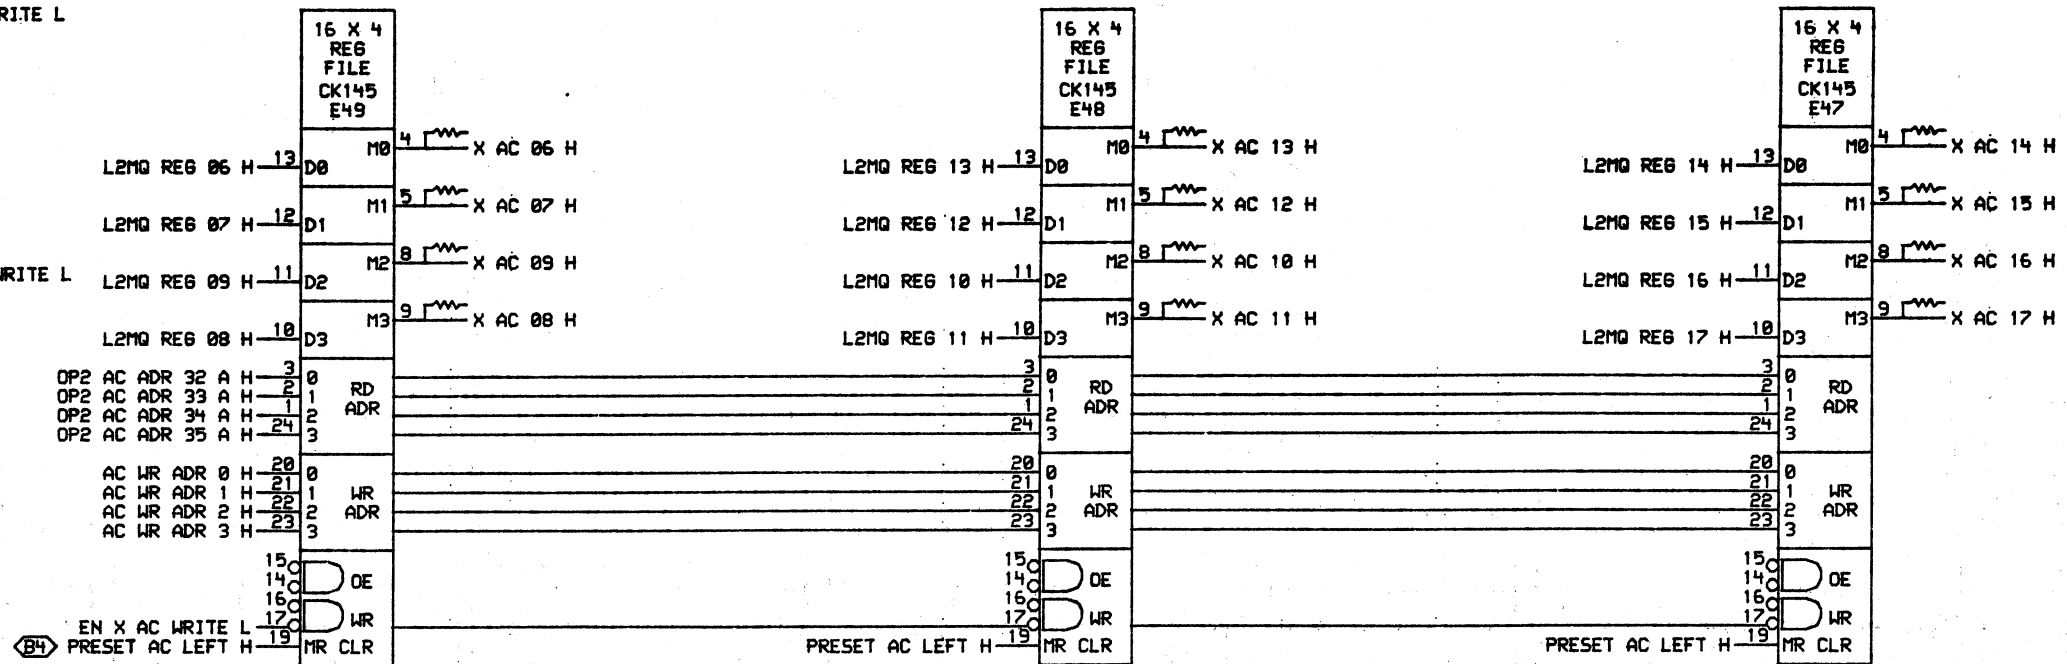 RITE L
16 X 4
REG
FILE
CK145
E49
M0 4 X AC 06 H
L2MQ REG 06 H 13 D0
M1 5 X AC 07 H
L2MQ REG 07 H 12 D1
M2 8 X AC 09 H
WRITE L
L2MQ REG 09 H 11 D2
M3 9 X AC 08 H
L2MQ REG 08 H 10 D3
OP2 AC ADR 32 A H 3 0
OP2 AC ADR 33 A H 2 1
OP2 AC ADR 34 A H 1 2
OP2 AC ADR 35 A H 24 3
RD
ADR
AC WR ADR 0 H 20 0
AC WR ADR 1 H 21 1
AC WR ADR 2 H 22 2
AC WR ADR 3 H 23 3
WR
ADR
15
14 OE
16
EN X AC WRITE L 17 WR
B4 PRESET AC LEFT H 19 MR CLR
16 X 4
REG
FILE
CK145
E48
M0 4 X AC 13 H
L2MQ REG 13 H 13 D0
M1 5 X AC 12 H
L2MQ REG 12 H 12 D1
M2 8 X AC 10 H
L2MQ REG 10 H 11 D2
M3 9 X AC 11 H
L2MQ REG 11 H 10 D3
3 0
2 1
1 2
24 3
RD
ADR
20 0
21 1
22 2
23 3
WR
ADR
15
14 OE
16
17 WR
PRESET AC LEFT H 19 MR CLR
16 X 4
REG
FILE
CK145
E47
M0 4 X AC 14 H
L2MQ REG 14 H 13 D0
M1 5 X AC 15 H
L2MQ REG 15 H 12 D1
M2 8 X AC 16 H
L2MQ REG 16 H 11 D2
M3 9 X AC 17 H
L2MQ REG 17 H 10 D3
3 0
2 1
1 2
24 3
RD
ADR
20 0
21 1
22 2
23 3
WR
ADR
15
14 OE
16
17 WR
PRESET AC LEFT H 19 MR CLR